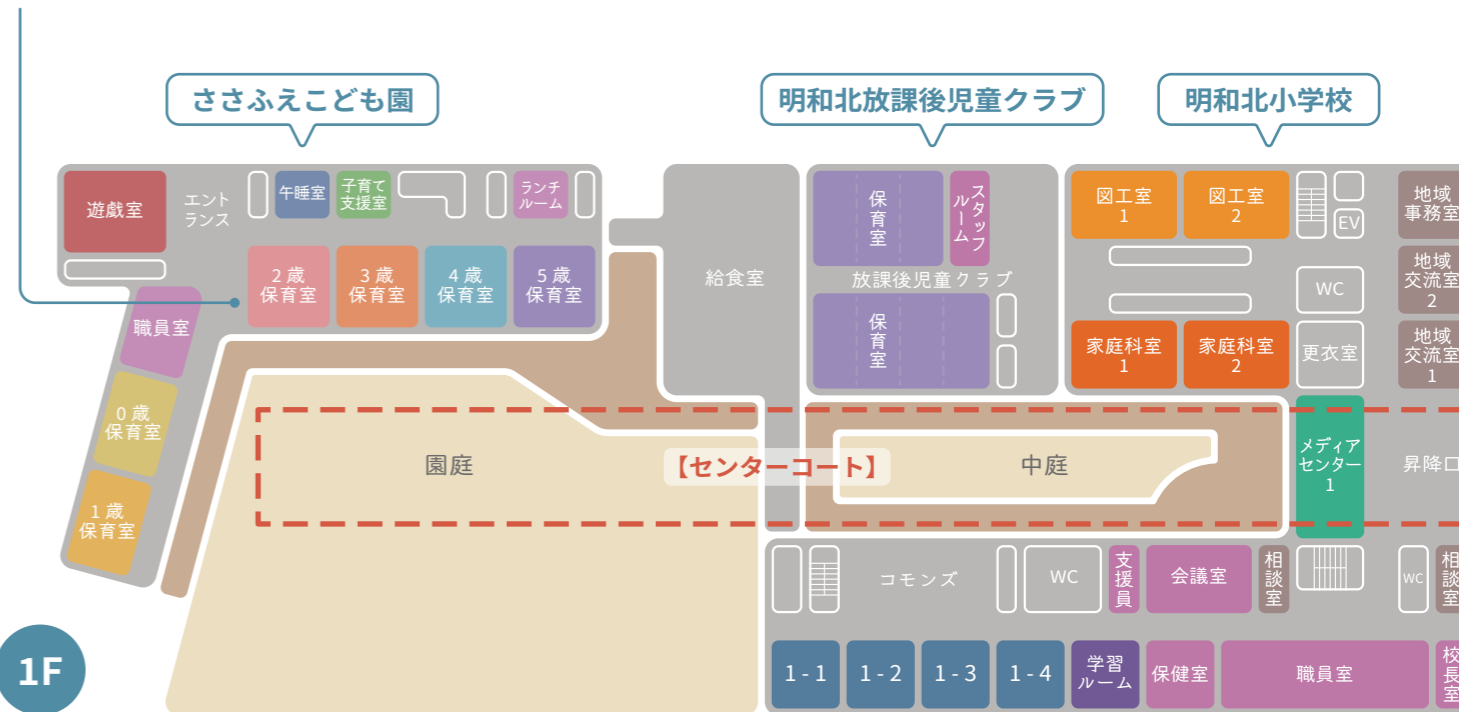 ささふえこども園
明和北放課後児童クラブ
明和北小学校
遊戯室
エント
ランス
午睡室
子育て
支援室
ランチ
ルーム
2歳
保育室
3歳
保育室
4歳
保育室
5歳
保育室
職員室
0歳
保育室
1歳
保育室
給食室
保育室
スタッフ
ルーム
放課後児童クラブ
保育室
図工室
1
図工室
2
EV
地域
事務室
WC
地域
交流室
2
家庭科室
1
家庭科室
2
更衣室
地域
交流室
1
園庭
【センターコート】
中庭
メディア
センター
1
昇降口
コモンズ
WC
支援員
会議室
相談室
WC
相談室
1-1
1-2
1-3
1-4
学習
ルーム
保健室
職員室
校長室
1F